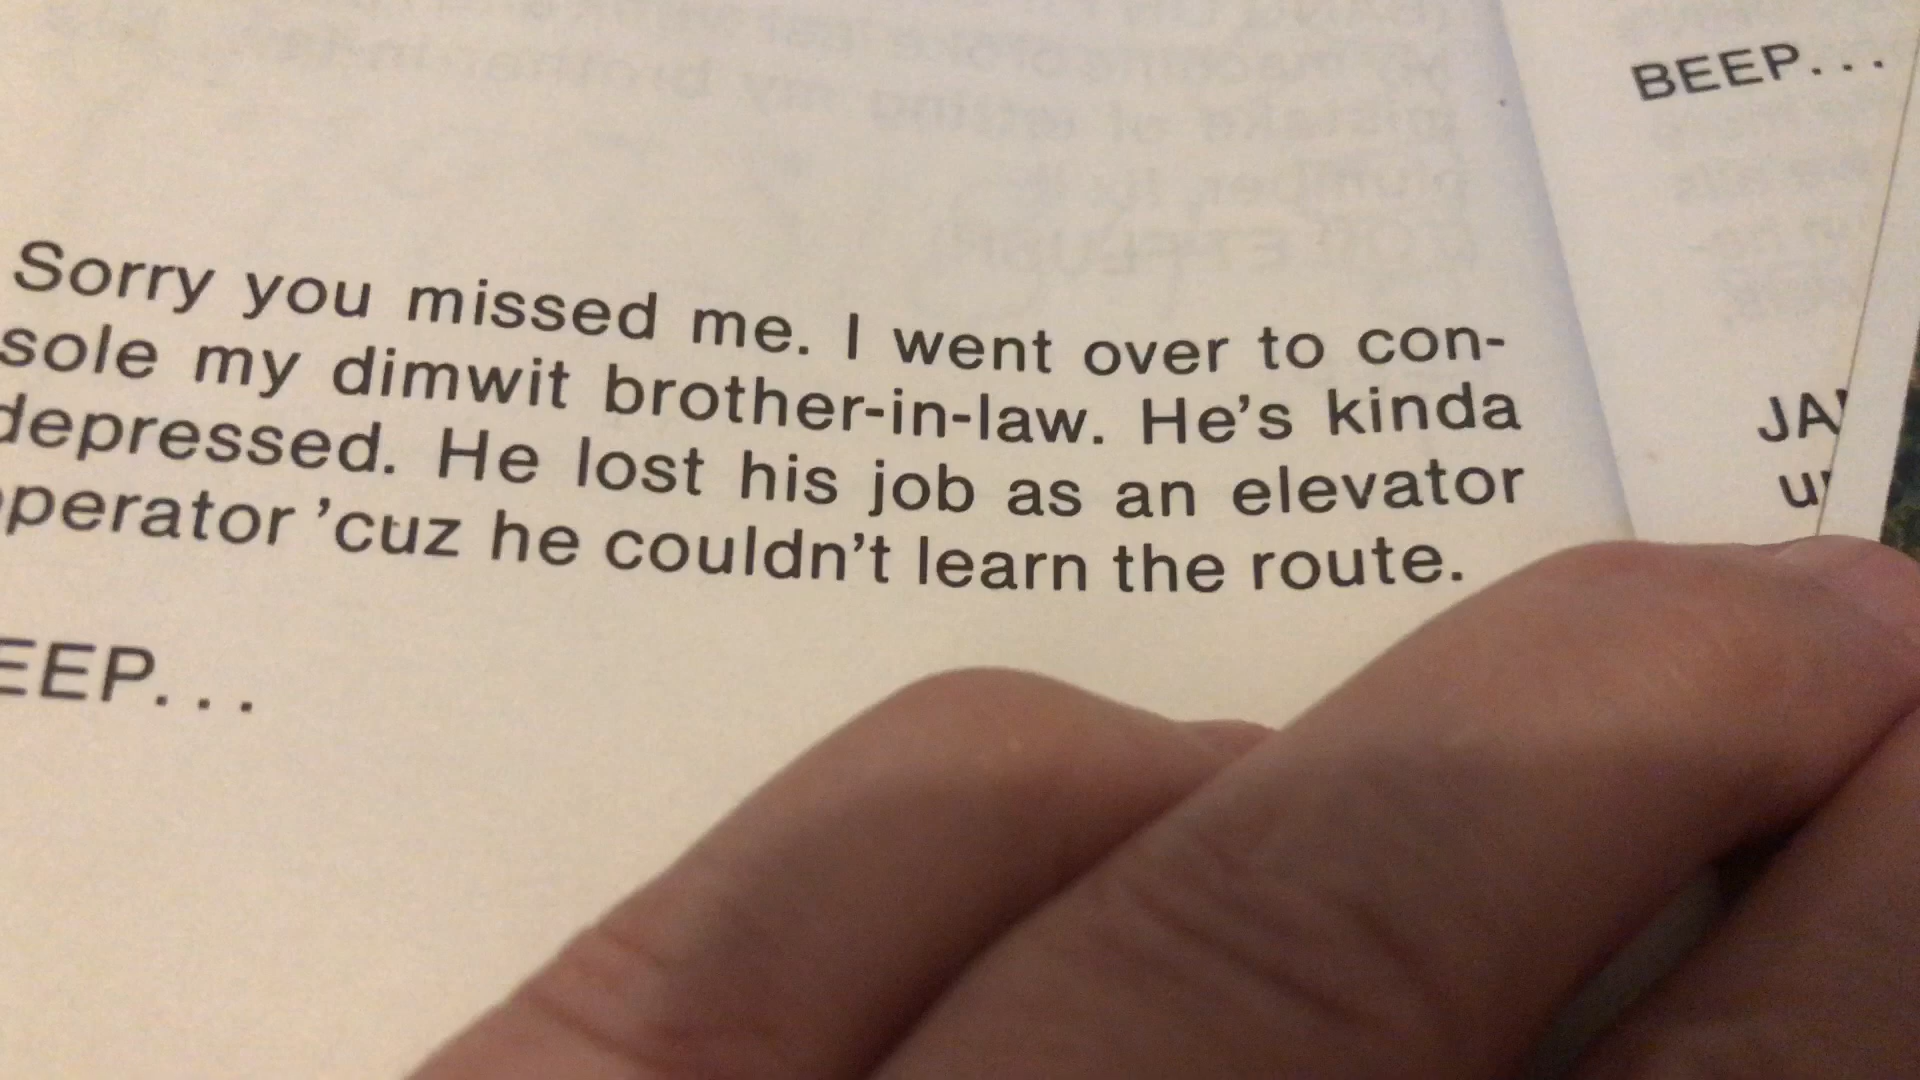 Sorry you missed me. I went over to con-
sole my dimwit brother-in-law. He's kinda
depressed. He lost his job as an elevator
perator 'cuz he couldn't learn the route.
EEP...
BEEP...
JA